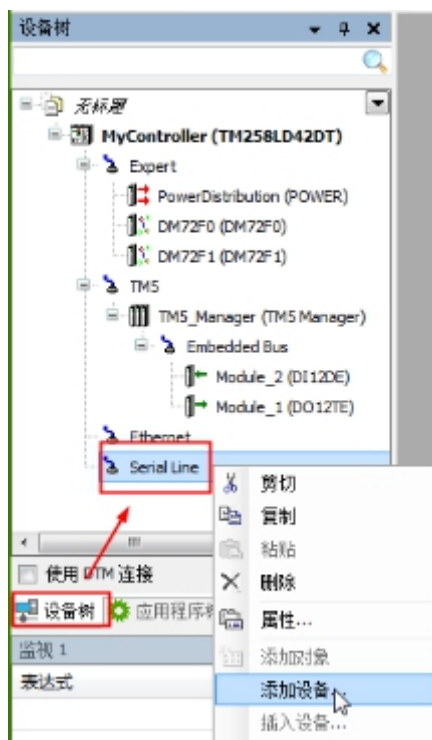 设备树
无标题
MyController (TM258LD42DT)
Expert
PowerDistribution (POWER)
DM72F0 (DM72F0)
DM72F1 (DM72F1)
TM5
TM5_Manager (TM5 Manager)
Embedded Bus
Module_2 (DI12DE)
Module_1 (DO12TE)
Ethernet
Serial Line
剪切
复制
粘贴
删除
属性...
添加对象
添加设备...
插入设备...
使用 DTM 连接
设备树
应用程序树
监视 1
表达式